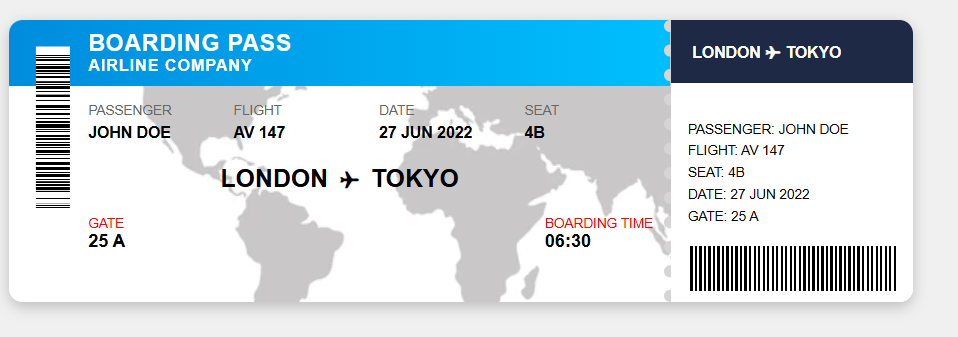 BOARDING PASS
AIRLINE COMPANY
PASSENGER FLIGHT DATE SEAT
JOHN DOE AV 147 27 JUN 2022 4B
LONDON ✈ TOKYO
GATE BOARDING TIME
25 A 06:30
LONDON ✈ TOKYO
PASSENGER: JOHN DOE
FLIGHT: AV 147
SEAT: 4B
DATE: 27 JUN 2022
GATE: 25 A